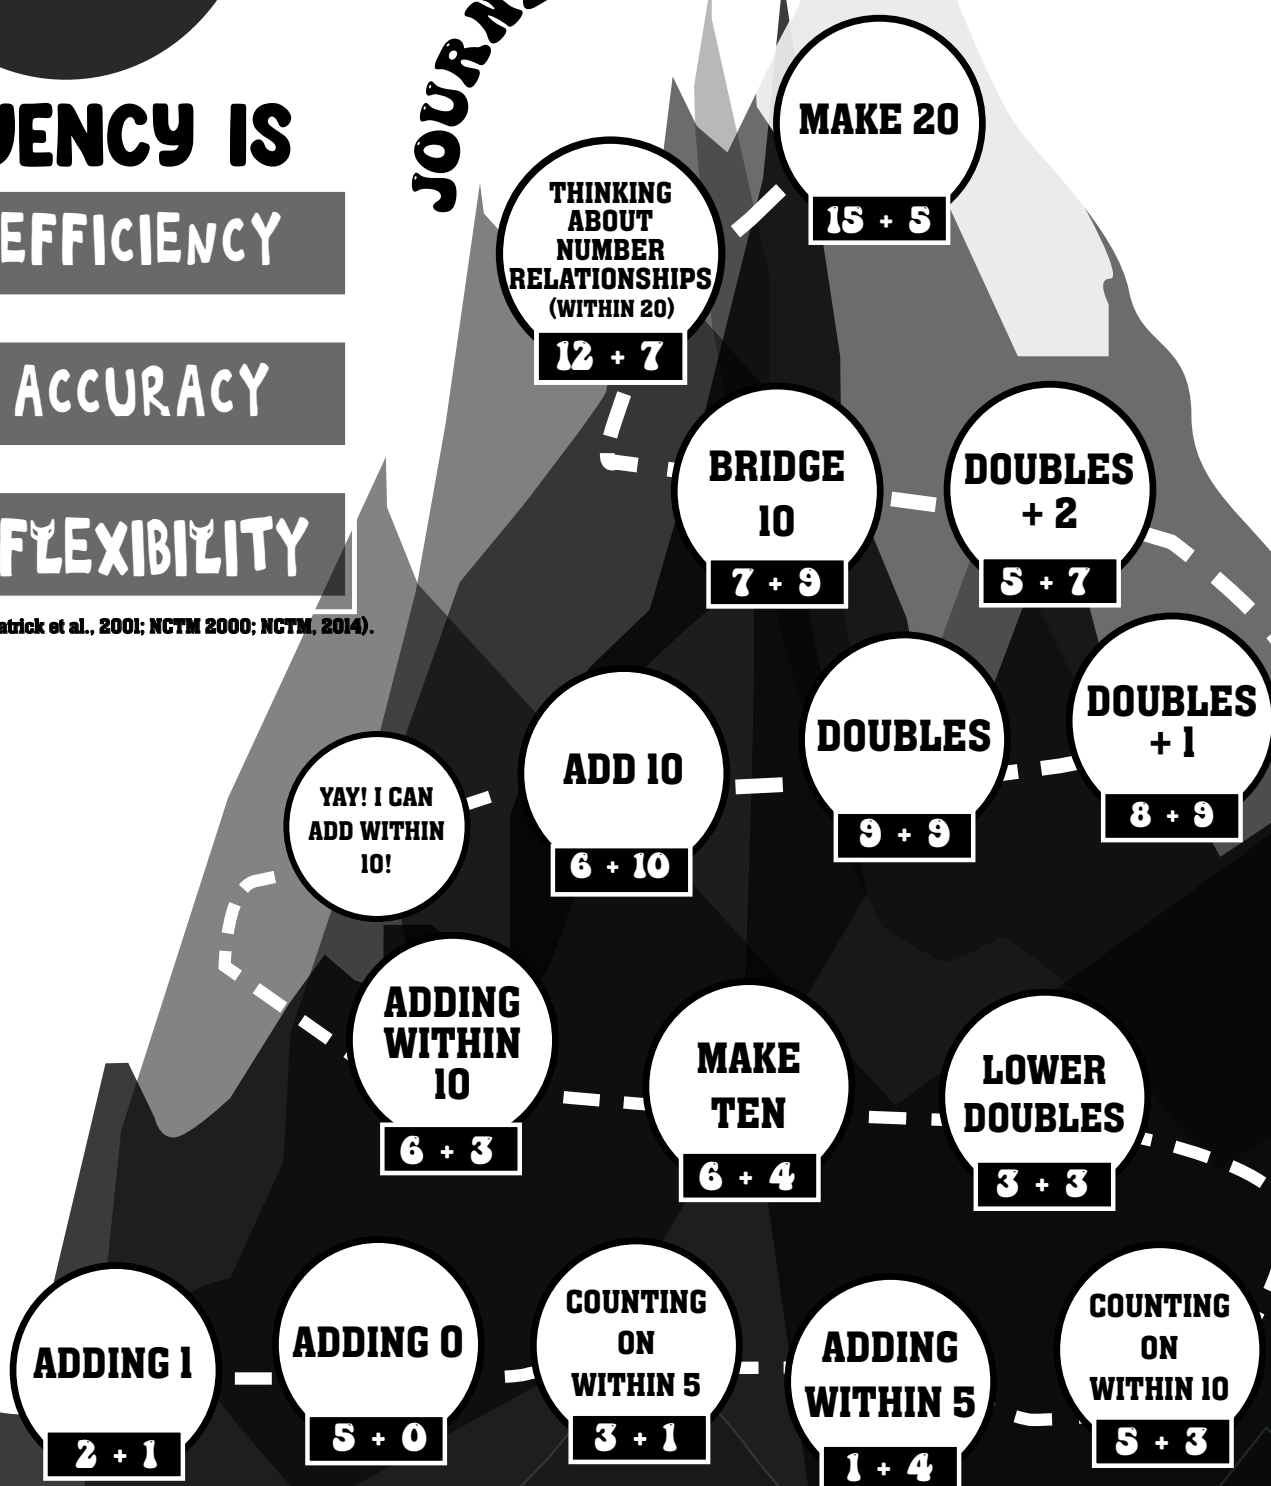 JOURN
UENCY IS
EFFICIENCY
ACCURACY
FLEXIBILITY
atrick et al., 2001; NCTM 2000; NCTM, 2014).
MAKE 20
15 + 5
THINKING
ABOUT
NUMBER
RELATIONSHIPS
(WITHIN 20)
12 + 7
BRIDGE
10
7 + 9
DOUBLES
+ 2
5 + 7
DOUBLES
+ 1
8 + 9
DOUBLES
9 + 9
ADD 10
6 + 10
YAY! I CAN
ADD WITHIN
10!
ADDING
WITHIN
10
6 + 3
MAKE
TEN
6 + 4
LOWER
DOUBLES
3 + 3
ADDING 1
2 + 1
ADDING 0
5 + 0
COUNTING
ON
WITHIN 5
3 + 1
ADDING
WITHIN 5
1 + 4
COUNTING
ON
WITHIN 10
5 + 3